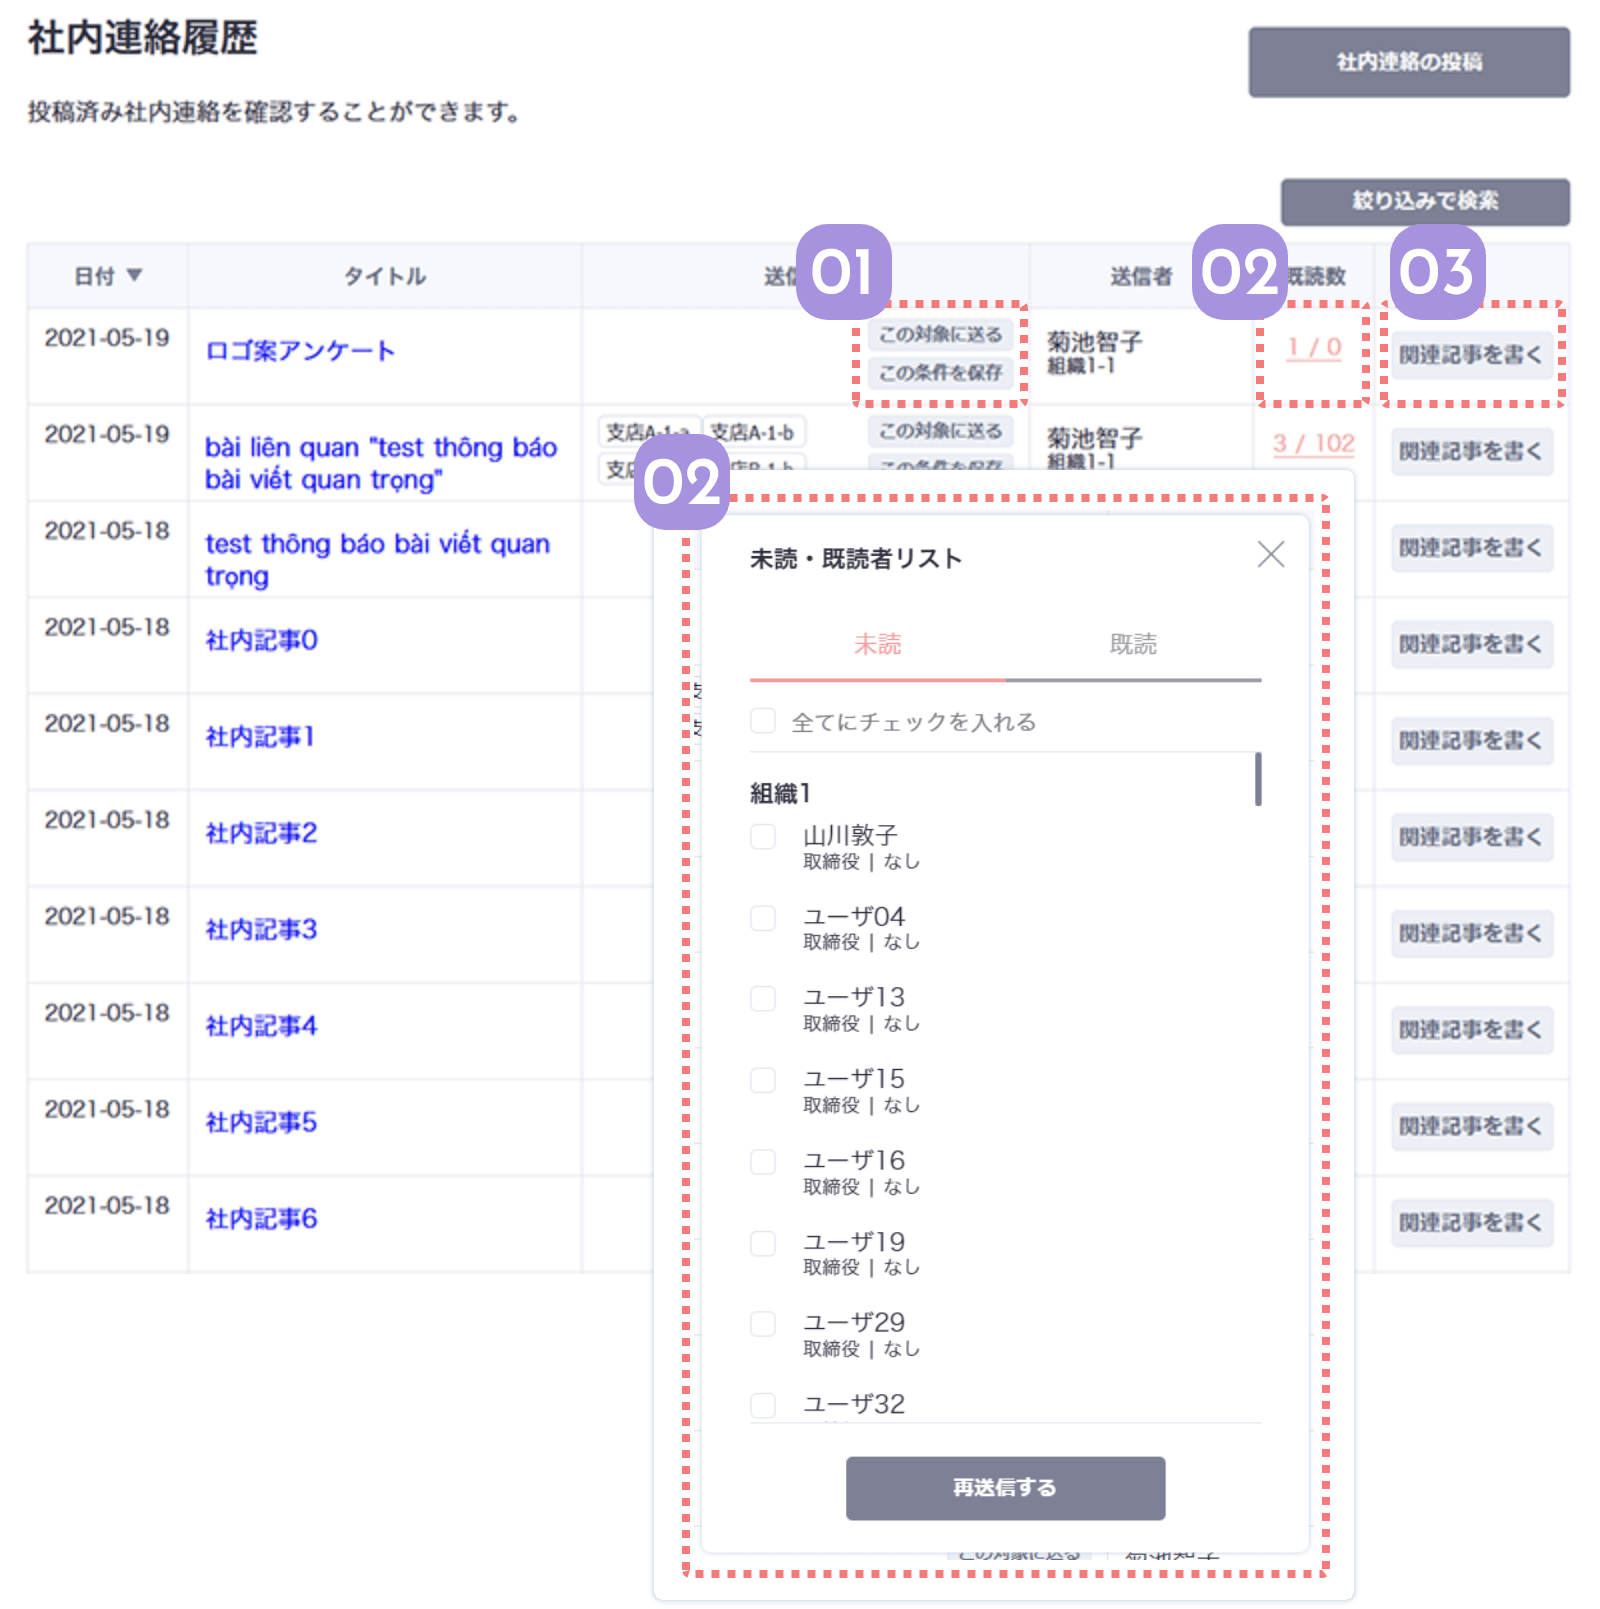 社内連絡履歴
社内連絡の投稿
投稿済み社内連絡を確認することができます。
絞り込みで検索
日付 ▼
タイトル
送信
01
送信者
02
既読数
03
2021-05-19
ロゴ案アンケート
この対象に送る
この条件を保存
菊池智子
組織1-1
1 / 0
関連記事を書く
2021-05-19
bài liên quan "test thông báo
bài viết quan trọng"
支店A-1-a
支店A-1-b
この対象に送る
この条件を保存
菊池智子
組織1-1
3 / 102
関連記事を書く
02
2021-05-18
test thông báo bài viết quan
trọng
関連記事を書く
2021-05-18
社内記事0
関連記事を書く
2021-05-18
社内記事1
関連記事を書く
2021-05-18
社内記事2
関連記事を書く
2021-05-18
社内記事3
関連記事を書く
2021-05-18
社内記事4
関連記事を書く
2021-05-18
社内記事5
関連記事を書く
2021-05-18
社内記事6
関連記事を書く
未読・既読者リスト
未読
既読
全てにチェックを入れる
組織1
山川敦子
取締役 | なし
ユーザ04
取締役 | なし
ユーザ13
取締役 | なし
ユーザ15
取締役 | なし
ユーザ16
取締役 | なし
ユーザ19
取締役 | なし
ユーザ29
取締役 | なし
ユーザ32
再送信する
この対象に送る
菊池智子